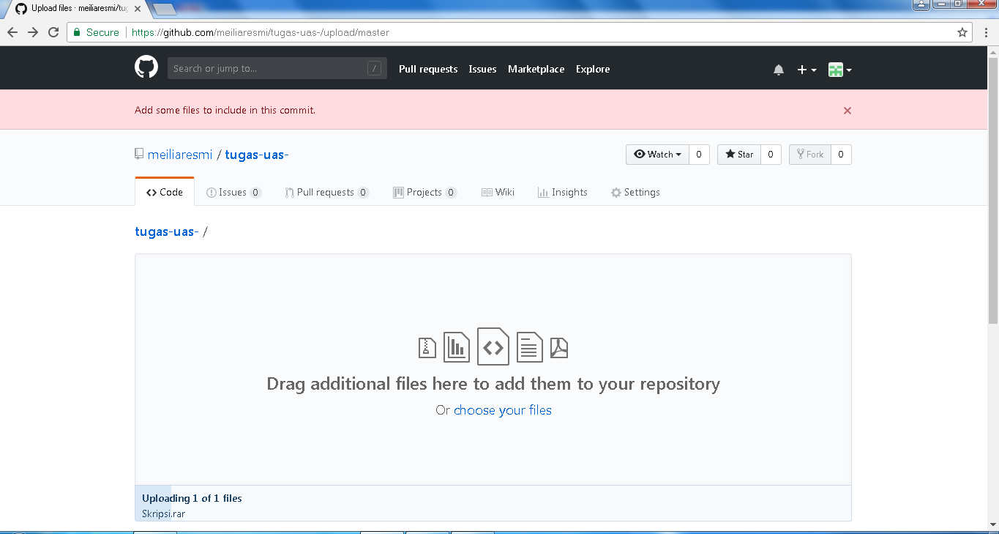 Upload files · meiliaresmi/tug
Secure https://github.com/meiliaresmi/tugas-uas-/upload/master
Search or jump to... / Pull requests Issues Marketplace Explore
Add some files to include in this commit.
meiliaresmi / tugas-uas-
Watch 0 Star 0 Fork 0
Code Issues 0 Pull requests 0 Projects 0 Wiki Insights Settings
tugas-uas- /
Drag additional files here to add them to your repository
Or choose your files
Uploading 1 of 1 files
Skripsi.rar